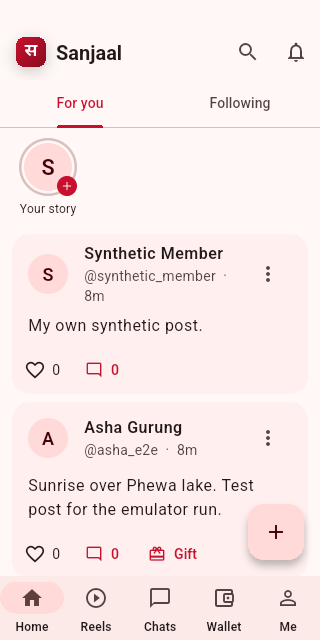 स Sanjaal
For you Following
S
Your story
S
Synthetic Member
@synthetic_member ·
8m
My own synthetic post.
0 0
A
Asha Gurung
@asha_e2e · 8m
Sunrise over Phewa lake. Test
post for the emulator run.
0 0 Gift
Home Reels Chats Wallet Me